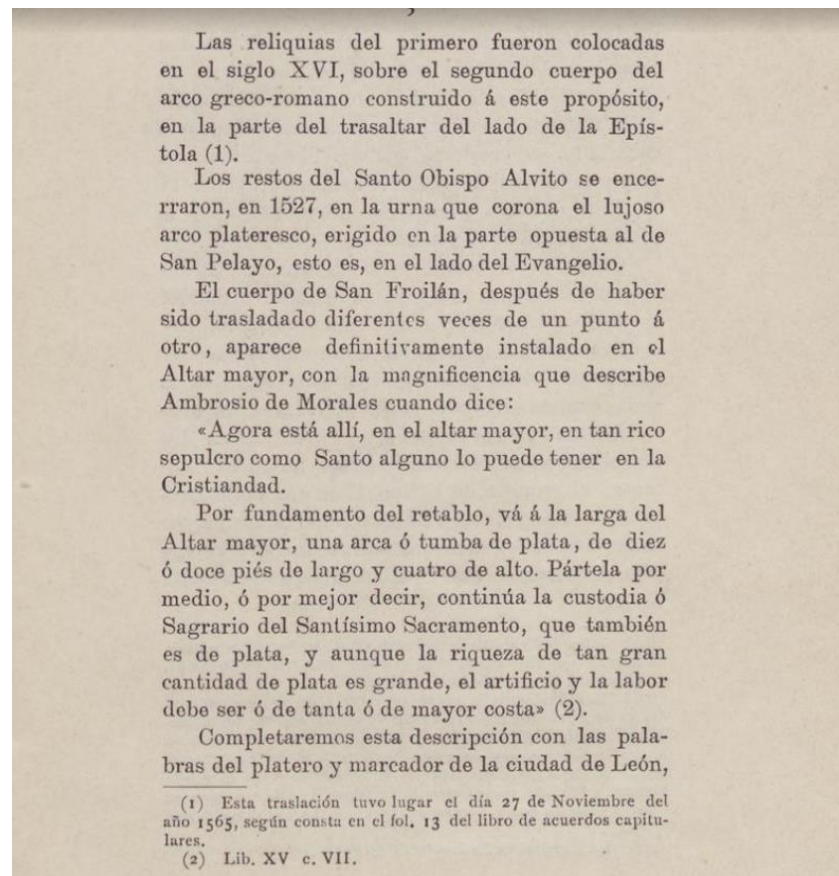 Las reliquias del primero fueron colocadas
en el siglo XVI, sobre el segundo cuerpo del
arco greco-romano construido á este propósito,
en la parte del trasaltar del lado de la Epís-
tola (1).
Los restos del Santo Obispo Alvito se ence-
rraron, en 1527, en la urna que corona el lujoso
arco plateresco, erigido en la parte opuesta al de
San Pelayo, esto es, en el lado del Evangelio.
El cuerpo de San Froilán, después de haber
sido trasladado diferentes veces de un punto á
otro, aparece definitivamente instalado en el
Altar mayor, con la magnificencia que describe
Ambrosio de Morales cuando dice:
«Agora está allí, en el altar mayor, en tan rico
sepulcro como Santo alguno lo puede tener en la
Cristiandad.
Por fundamento del retablo, vá á la larga del
Altar mayor, una arca ó tumba de plata, de diez
ó doce piés de largo y cuatro de alto. Pártela por
medio, ó por mejor decir, continúa la custodia ó
Sagrario del Santísimo Sacramento, que también
es de plata, y aunque la riqueza de tan gran
cantidad de plata es grande, el artificio y la labor
debe ser ó de tanta ó de mayor costa» (2).
Completaremos esta descripción con las pala-
bras del platero y marcador de la ciudad de León,
(1) Esta traslación tuvo lugar el día 27 de Noviembre del
año 1565, según consta en el fol. 13 del libro de acuerdos capitu-
lares.
(2) Lib. XV c. VII.